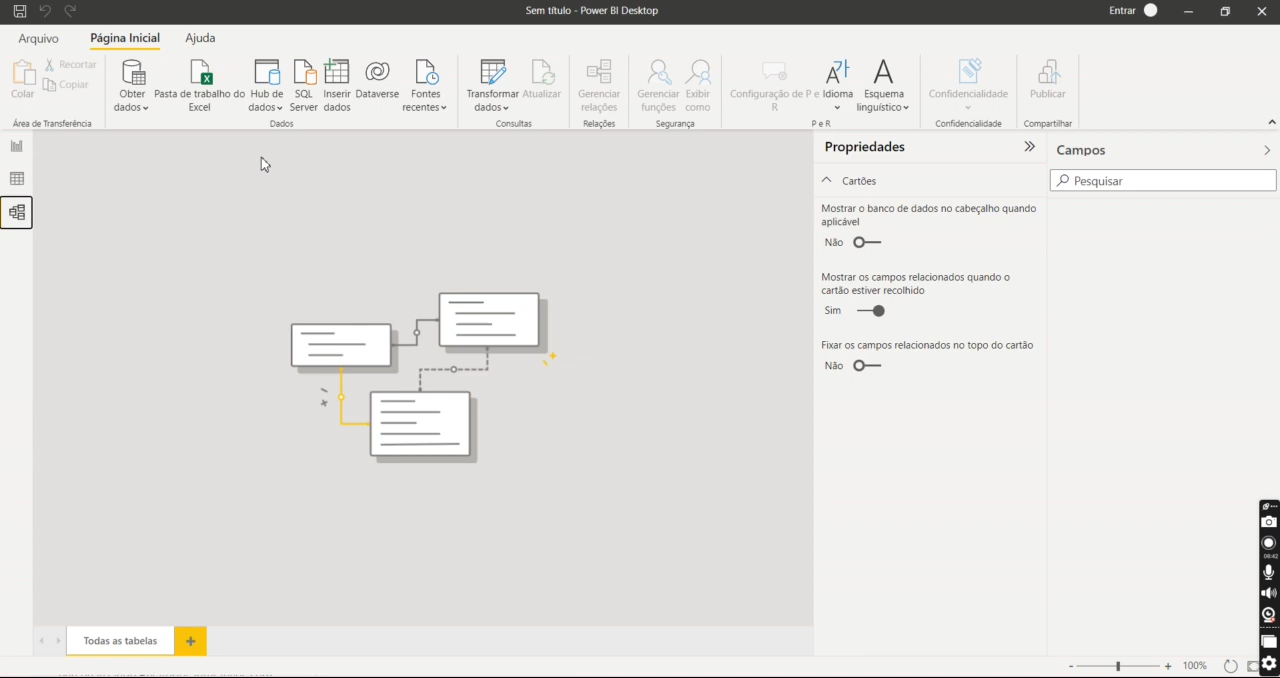 Sem título - Power BI Desktop
Entrar
Arquivo
Página Inicial
Ajuda
Colar
Recortar
Copiar
Área de Transferência
Obter dados
Pasta de trabalho do Excel
Hub de dados
SQL Server
Inserir dados
Dataverse
Fontes recentes
Dados
Transformar dados
Atualizar
Consultas
Gerenciar relações
Relações
Gerenciar funções
Exibir como
Segurança
Configuração de P e R
Idioma
Esquema linguístico
P e R
Confidencialidade
Confidencialidade
Publicar
Compartilhar
Propriedades
Cartões
Mostrar o banco de dados no cabeçalho quando
aplicável
Não
Mostrar os campos relacionados quando o
cartão estiver recolhido
Sim
Fixar os campos relacionados no topo do cartão
Não
Campos
Pesquisar
06:42
Todas as tabelas
- + 100%